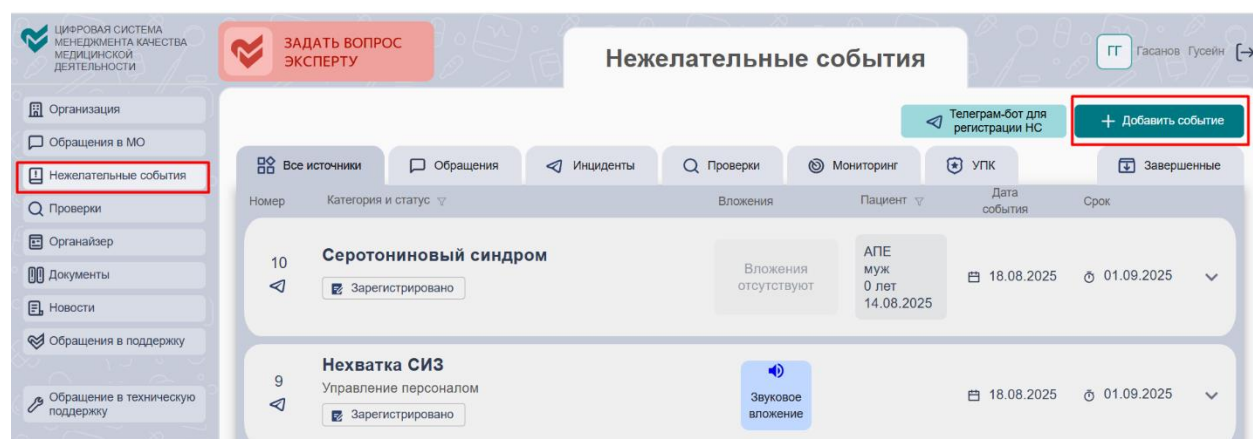 ЦИФРОВАЯ СИСТЕМА
МЕНЕДЖМЕНТА КАЧЕСТВА
МЕДИЦИНСКОЙ
ДЕЯТЕЛЬНОСТИ
ЗАДАТЬ ВОПРОС
ЭКСПЕРТУ
Нежелательные события
ГГ Гасанов Гусейн
Организация
Обращения в МО
Нежелательные события
Проверки
Органайзер
Документы
Новости
Обращения в поддержку
Обращение в техническую
поддержку
Телеграм-бот для
регистрации НС
+ Добавить событие
Все источники Обращения Инциденты Проверки Мониторинг УПК Завершенные
Номер Категория и статус Вложения Пациент Дата
события Срок
10
Серотониновый синдром
Зарегистрировано
Вложения
отсутствуют
АПЕ
муж
0 лет
14.08.2025
18.08.2025 01.09.2025
9
Нехватка СИЗ
Управление персоналом
Зарегистрировано
Звуковое
вложение
18.08.2025 01.09.2025